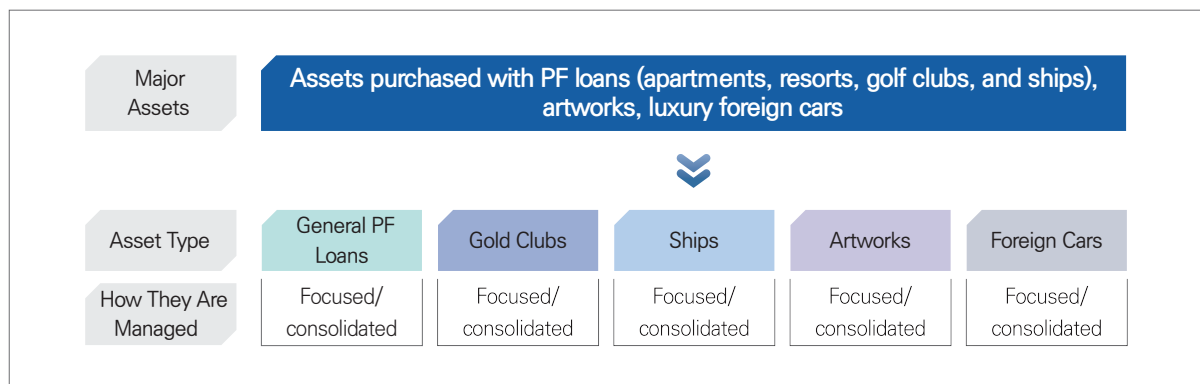 Major
Assets
Assets purchased with PF loans (apartments, resorts, golf clubs, and ships),
artworks, luxury foreign cars
Asset Type
General PF
Loans
Gold Clubs
Ships
Artworks
Foreign Cars
How They Are
Managed
Focused/
consolidated
Focused/
consolidated
Focused/
consolidated
Focused/
consolidated
Focused/
consolidated